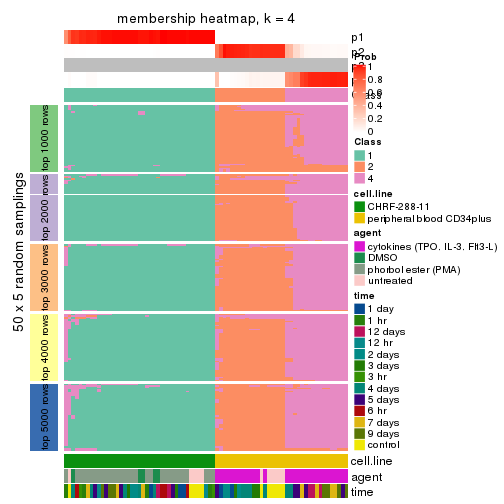 membership heatmap, k = 4
p1
p2
p4
Prob
1
0.8
0.6
0.4
0.2
0
Class
1
2
4
cell.line
CHRF-288-11
peripheral blood CD34plus
agent
cytokines (TPO, IL-3, Flt3-L)
DMSO
phorbol ester (PMA)
untreated
time
1 day
1 hr
12 days
12 hr
2 days
3 days
3 hr
4 days
5 days
6 hr
7 days
9 days
control
50 x 5 random samplings
top 1000 rows
top 2000 rows
top 3000 rows
top 4000 rows
top 5000 rows
cell.line
agent
time